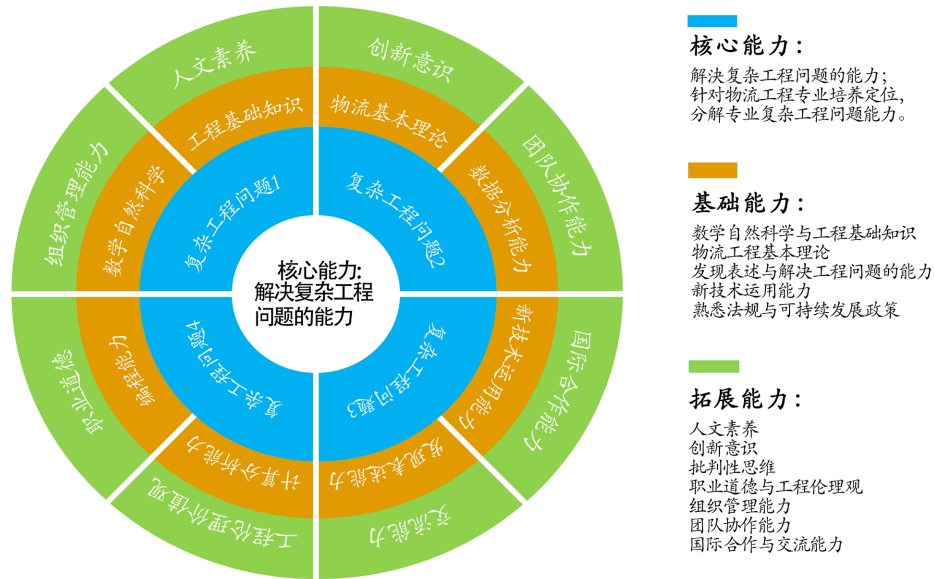 人文素养
创新意识
团队协作能力
国际合作能力
交流能力
工程伦理价值观
职业道德
组织管理能力
工程基础知识
物流基本理论
数据分析能力
新技术运用能力
发现表述能力
计算分析能力
编程能力
数学自然科学
复杂工程问题1
复杂工程问题2
复杂工程问题3
复杂工程问题4
核心能力:
解决复杂工程
问题的能力
核心能力：
解决复杂工程问题的能力；
针对物流工程专业培养定位，
分解专业复杂工程问题能力。
基础能力：
数学自然科学与工程基础知识
物流工程基本理论
发现表述与解决工程问题的能力
新技术运用能力
熟悉法规与可持续发展政策
拓展能力：
人文素养
创新意识
批判性思维
职业道德与工程伦理观
组织管理能力
团队协作能力
国际合作与交流能力